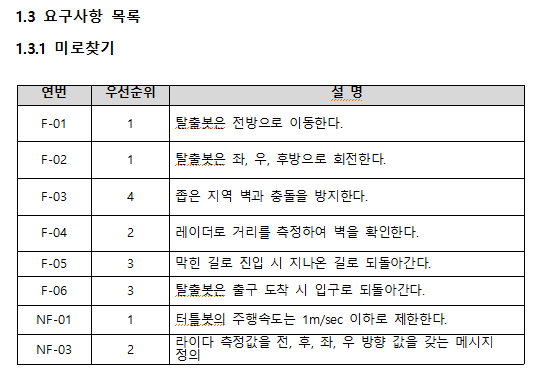 1.3 요구사항 목록
1.3.1 미로찾기
연번 우선순위 설 명
F-01 1 탈출봇은 전방으로 이동한다.
F-02 1 탈출봇은 좌, 우, 후방으로 회전한다.
F-03 4 좁은 지역 벽과 충돌을 방지한다.
F-04 2 레이더로 거리를 측정하여 벽을 확인한다.
F-05 3 막힌 길로 진입 시 지나온 길로 되돌아간다.
F-06 3 탈출봇은 출구 도착 시 입구로 되돌아간다.
NF-01 1 터틀봇의 주행속도는 1m/sec 이하로 제한한다.
NF-03 2 라이다 측정값을 전, 후, 좌, 우 방향 값을 갖는 메시지
정의